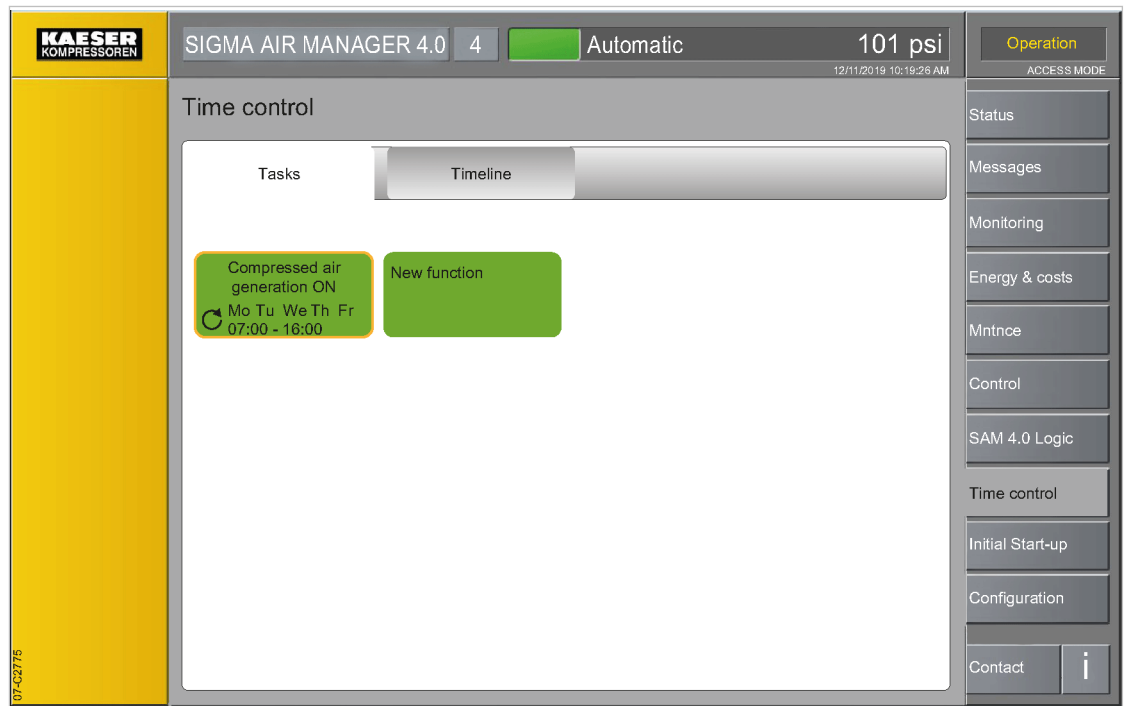 KAESER
KOMPRESSOREN
SIGMA AIR MANAGER 4.0
4
Automatic
101 psi
12/11/2019 10:19:26 AM
Operation
ACCESS MODE
Time control
Tasks
Timeline
Compressed air
generation ON
Mo Tu We Th Fr
07:00 - 16:00
New function
Status
Messages
Monitoring
Energy & costs
Mntnce
Control
SAM 4.0 Logic
Time control
Initial Start-up
Configuration
Contact
i
07-C2775